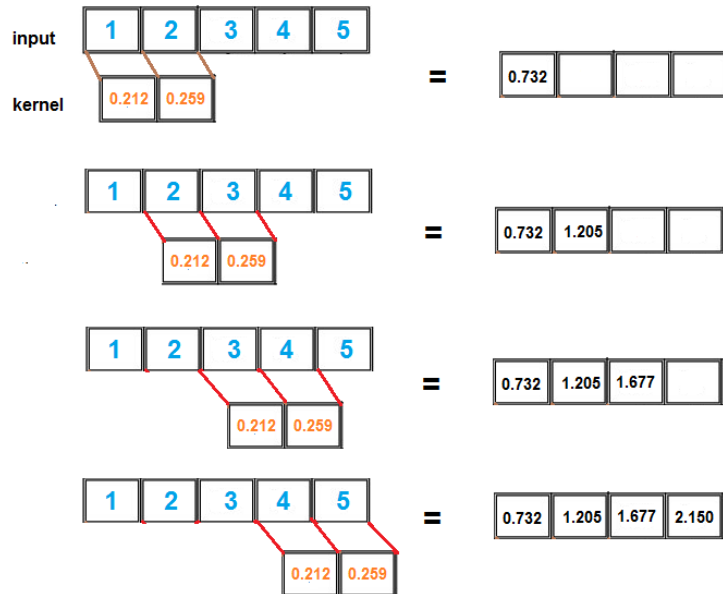 input 1 2 3 4 5
= 0.732
kernel 0.212 0.259
1 2 3 4 5
= 0.732 1.205
0.212 0.259
1 2 3 4 5
= 0.732 1.205 1.677
0.212 0.259
1 2 3 4 5
= 0.732 1.205 1.677 2.150
0.212 0.259